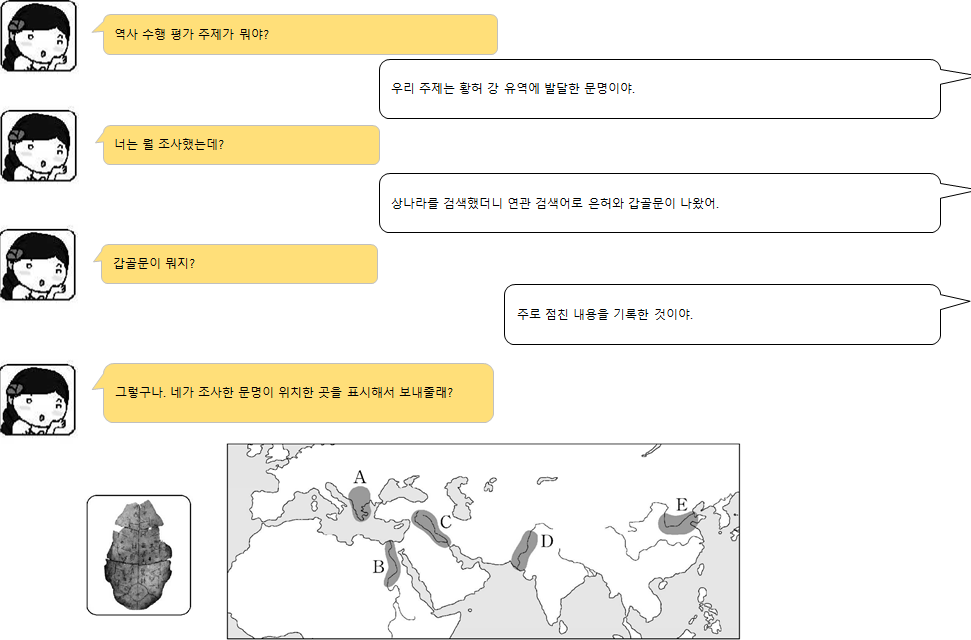 역사 수행 평가 주제가 뭐야?
우리 주제는 황허 강 유역에 발달한 문명이야.
너는 뭘 조사했는데?
상나라를 검색했더니 연관 검색어로 은허와 갑골문이 나왔어.
갑골문이 뭐지?
주로 점친 내용을 기록한 것이야.
그렇구나. 네가 조사한 문명이 위치한 곳을 표시해서 보내줄래?
A
B
C
D
E